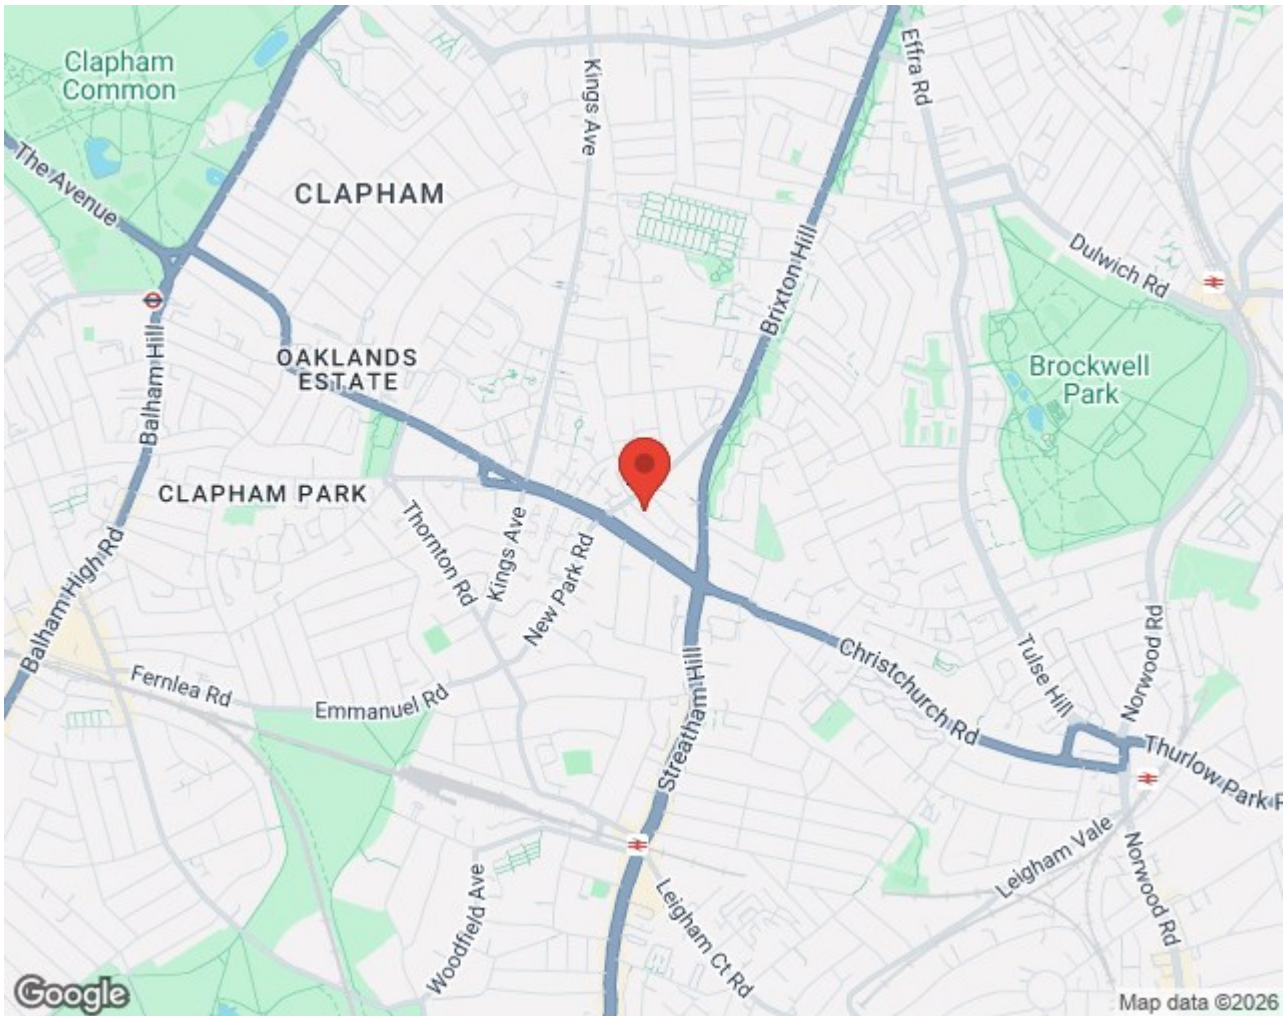 Clapham
Common
Effra Rd
Kings Ave
The Avenue
CLAPHAM
Brixton Hill
Dulwich Rd
Balham Hill
OAKLANDS
ESTATE
Brockwell
Park
CLAPHAM PARK
Thornton Rd
Kings Ave
New Park Rd
Balham High Rd
Tulse Hill
Norwood Rd
Christchurch Rd
Fernlea Rd
Emmanuel Rd
Streatham Hill
Thurlow Park R
Leigham Vale
Norwood Rd
Woodfield Ave
Leigham Ct Rd
Google
Map data ©2026